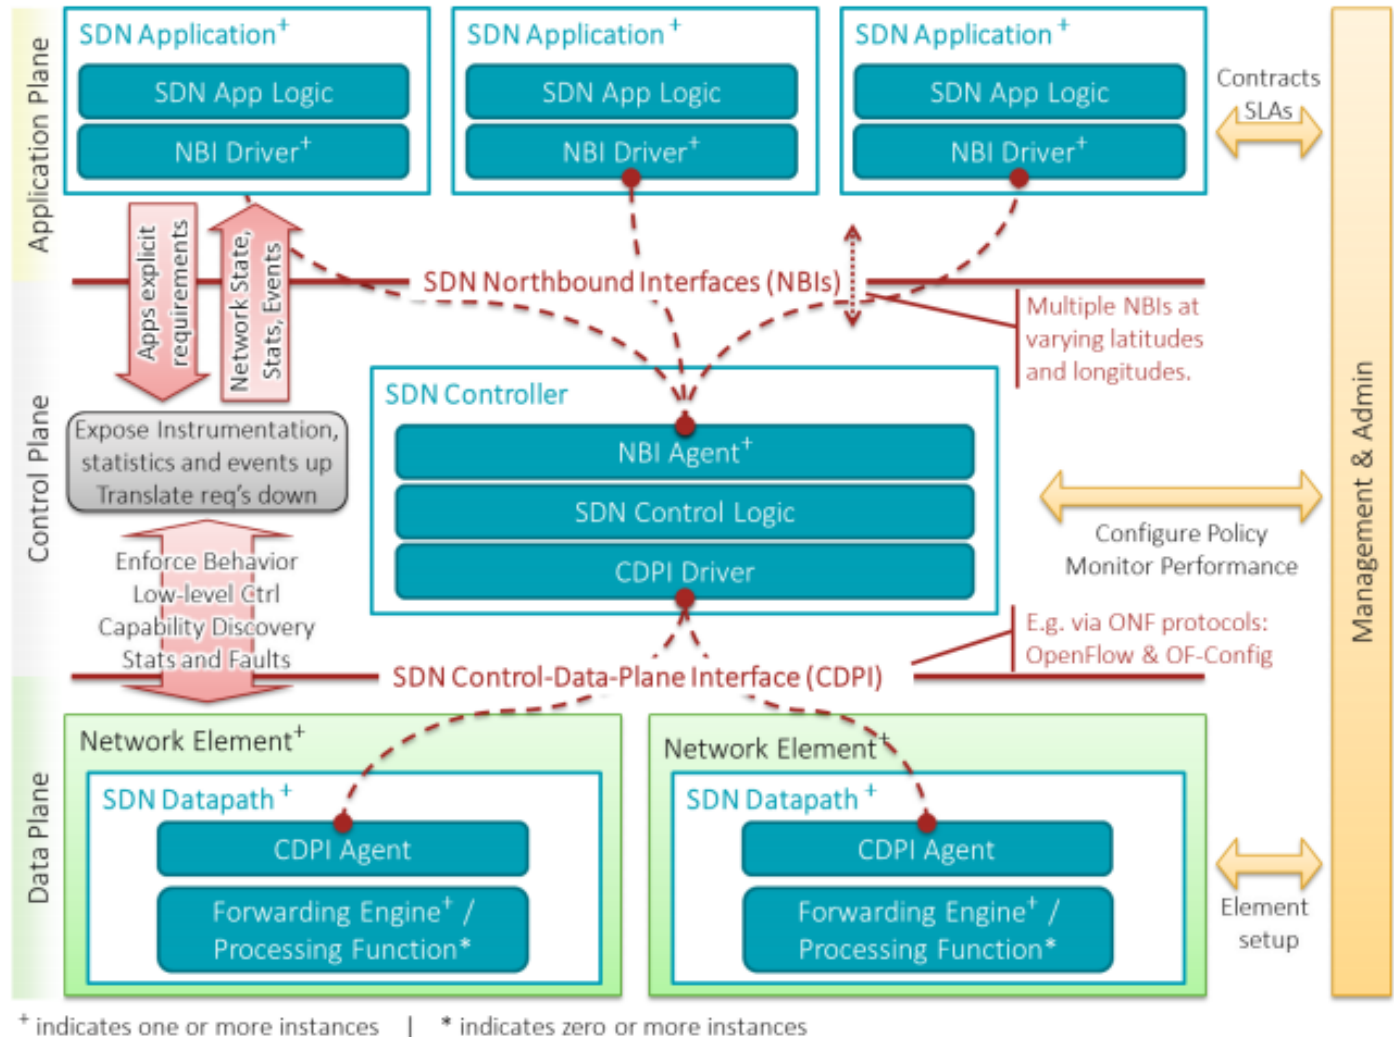 Application Plane
SDN Application+
SDN App Logic
NBI Driver+
SDN Application+
SDN App Logic
NBI Driver+
SDN Application+
SDN App Logic
NBI Driver+
Contracts
SLAs
Apps explicit
requirements
Network State,
Stats, Events
SDN Northbound Interfaces (NBIs)
Multiple NBIs at
varying latitudes
and longitudes.
Control Plane
Expose Instrumentation,
statistics and events up
Translate req's down
SDN Controller
NBI Agent+
SDN Control Logic
CDPI Driver
Configure Policy
Monitor Performance
Management & Admin
Enforce Behavior
Low-level Ctrl
Capability Discovery
Stats and Faults
SDN Control-Data-Plane Interface (CDPI)
E.g. via ONF protocols:
OpenFlow & OF-Config
Data Plane
Network Element+
SDN Datapath+
CDPI Agent
Forwarding Engine+ /
Processing Function*
Network Element+
SDN Datapath+
CDPI Agent
Forwarding Engine+ /
Processing Function*
Element
setup
+ indicates one or more instances | * indicates zero or more instances